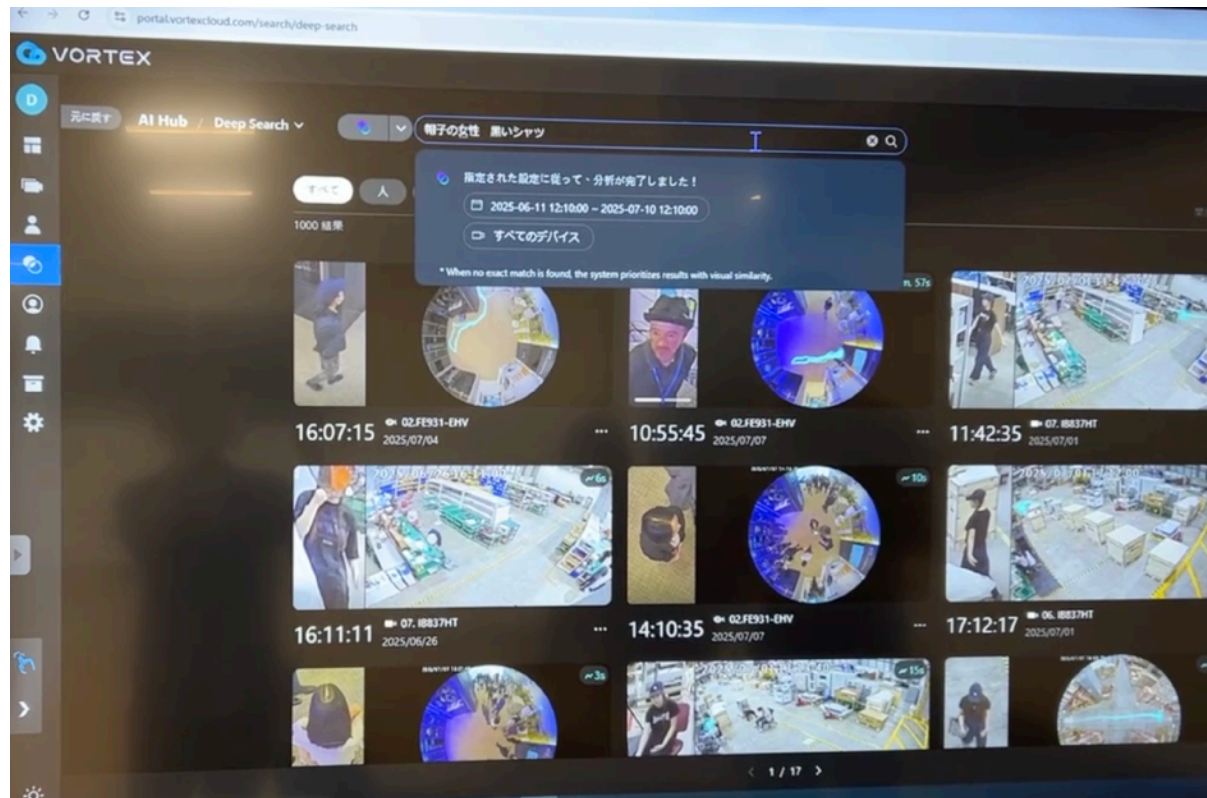 portal.vortexcloud.com/search/deep-search
VORTEX
D
元に戻す
AI Hub / Deep Search
帽子の女性 黒いシャツ
指定された設定に従って、分析が完了しました！
2025-06-11 12:10:00 ~ 2025-07-10 12:10:00
すべてのデバイス
* When no exact match is found, the system prioritizes results with visual similarity.
すべて
人
1000 結果
57s
16:07:15
02.FE931-EHV
2025/07/04
10:55:45
02.FE931-EHV
2025/07/07
11:42:35
07. IB837HT
2025/07/01
6s
10s
16:11:11
07. IB837HT
2025/06/26
14:10:35
02.FE931-EHV
2025/07/07
17:12:17
06. IB837HT
2025/07/01
3s
15s
1 / 17